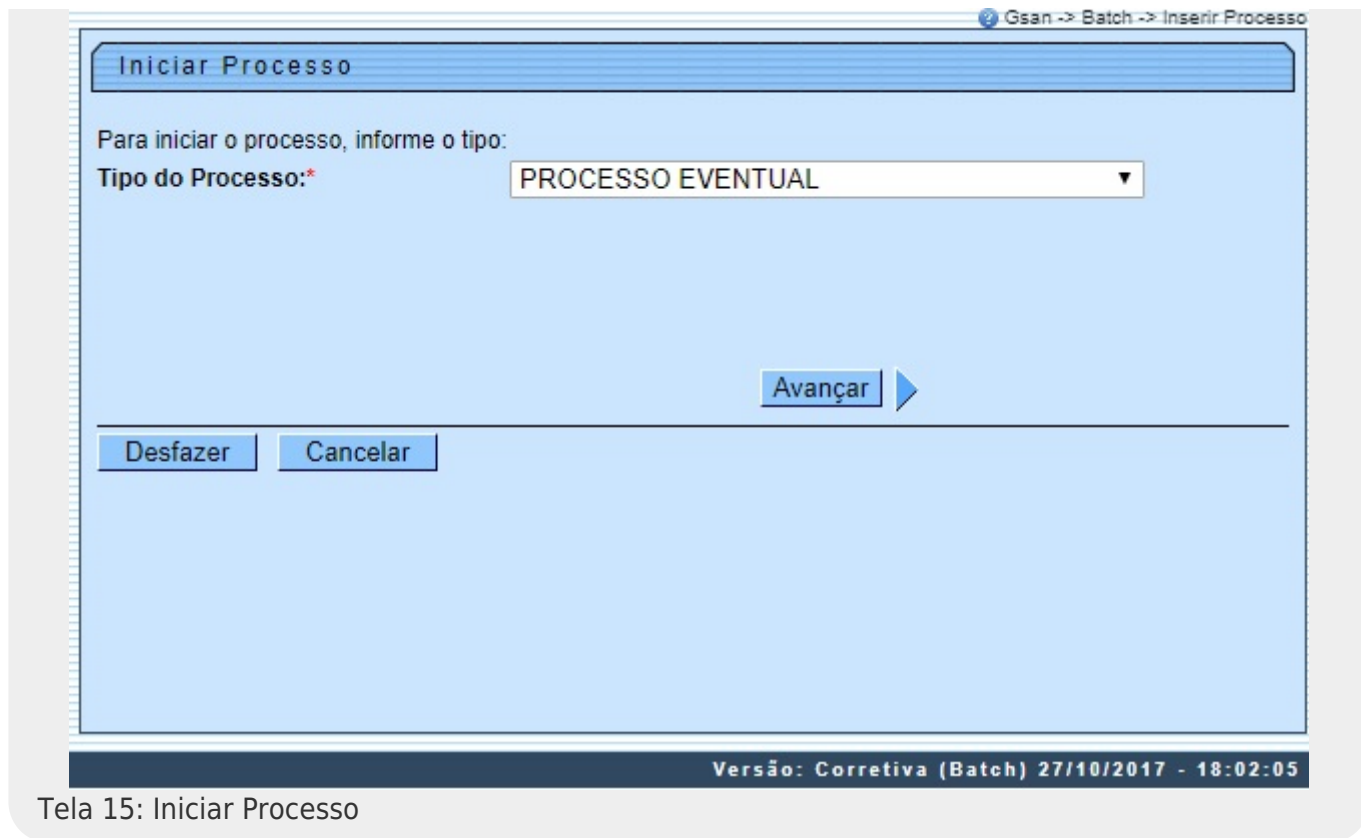 Gsan -> Batch -> Inserir Processo
Iniciar Processo
Para iniciar o processo, informe o tipo:
Tipo do Processo:* PROCESSO EVENTUAL
Avançar
Desfazer Cancelar
Versão: Corretiva (Batch) 27/10/2017 - 18:02:05
Tela 15: Iniciar Processo